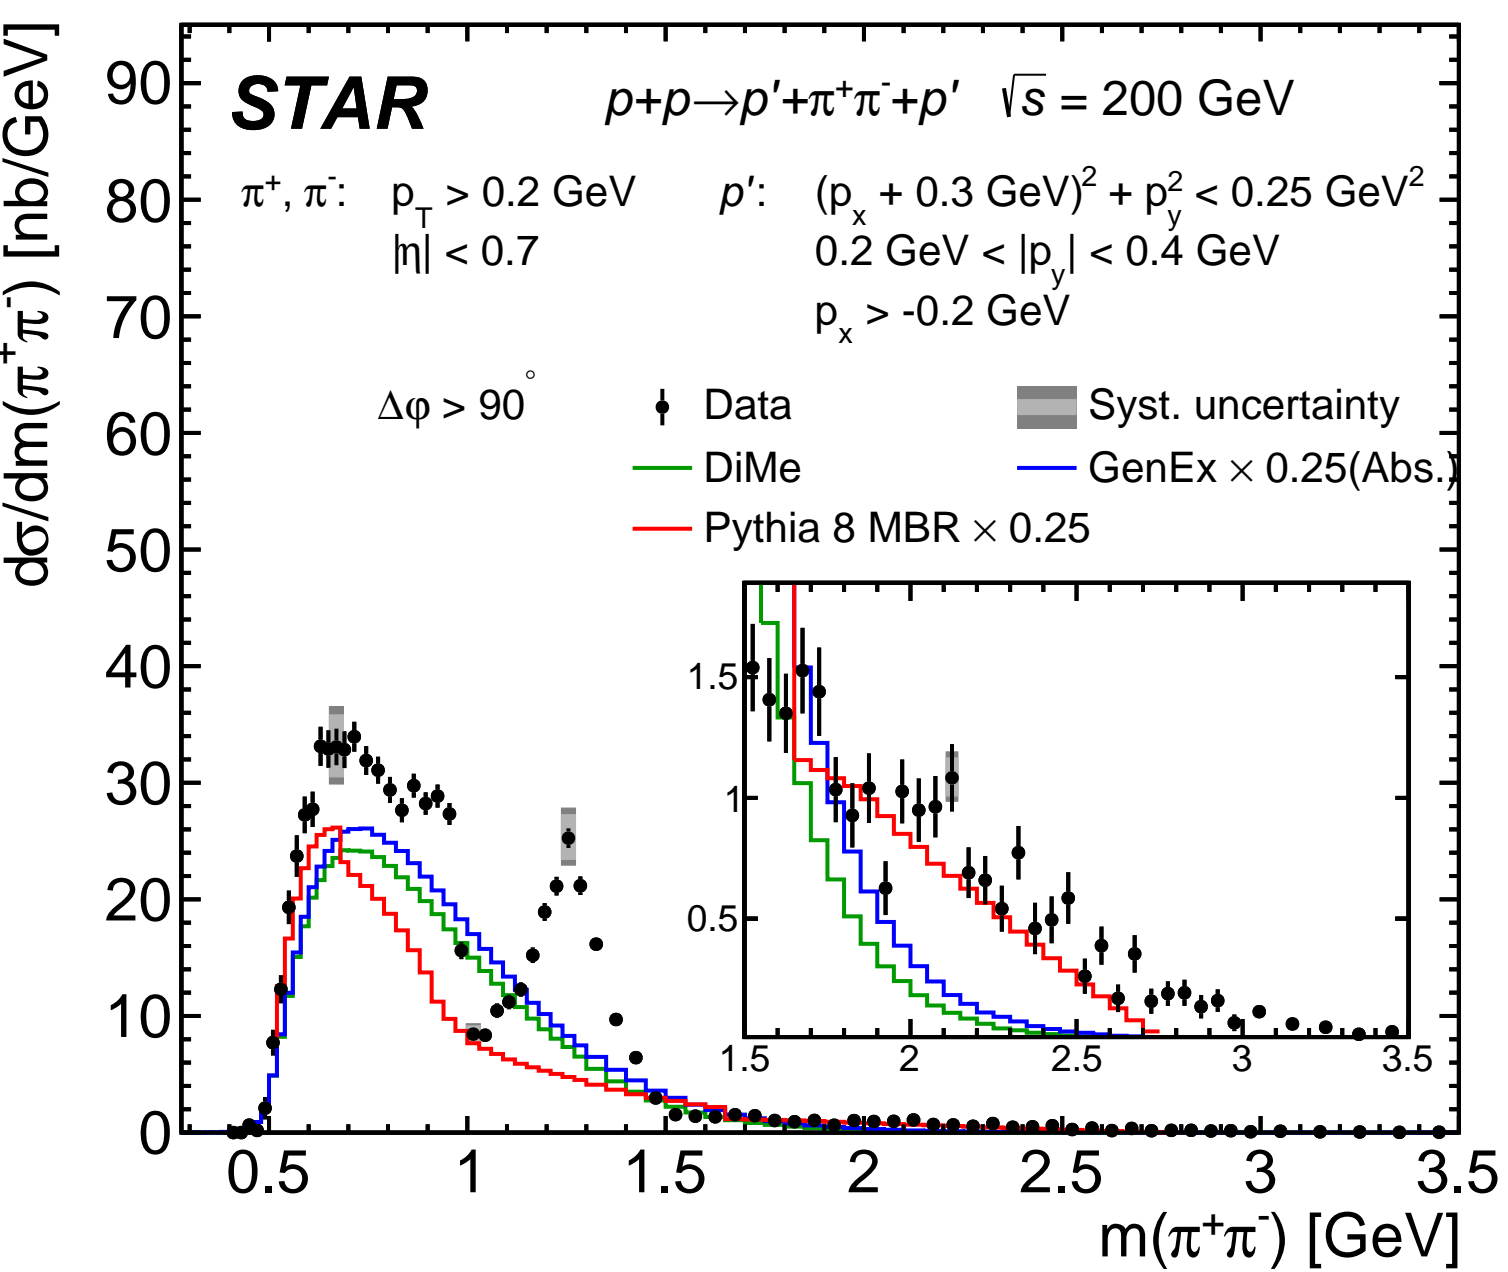 STAR
p+p→p′+π⁺π⁻+p′ √s = 200 GeV
π⁺, π⁻: p_T > 0.2 GeV p′: (p_x + 0.3 GeV)² + p_y² < 0.25 GeV²
|η| < 0.7 0.2 GeV < |p_y| < 0.4 GeV
p_x > -0.2 GeV
Δφ > 90°
Data Syst. uncertainty
DiMe GenEx × 0.25(Abs.)
Pythia 8 MBR × 0.25
dσ/dm(π⁺π⁻) [nb/GeV]
90
80
70
60
50
40
30
20
10
0
1.5
1
0.5
1.5 2 2.5 3 3.5
0.5 1 1.5 2 2.5 3 3.5
m(π⁺π⁻) [GeV]